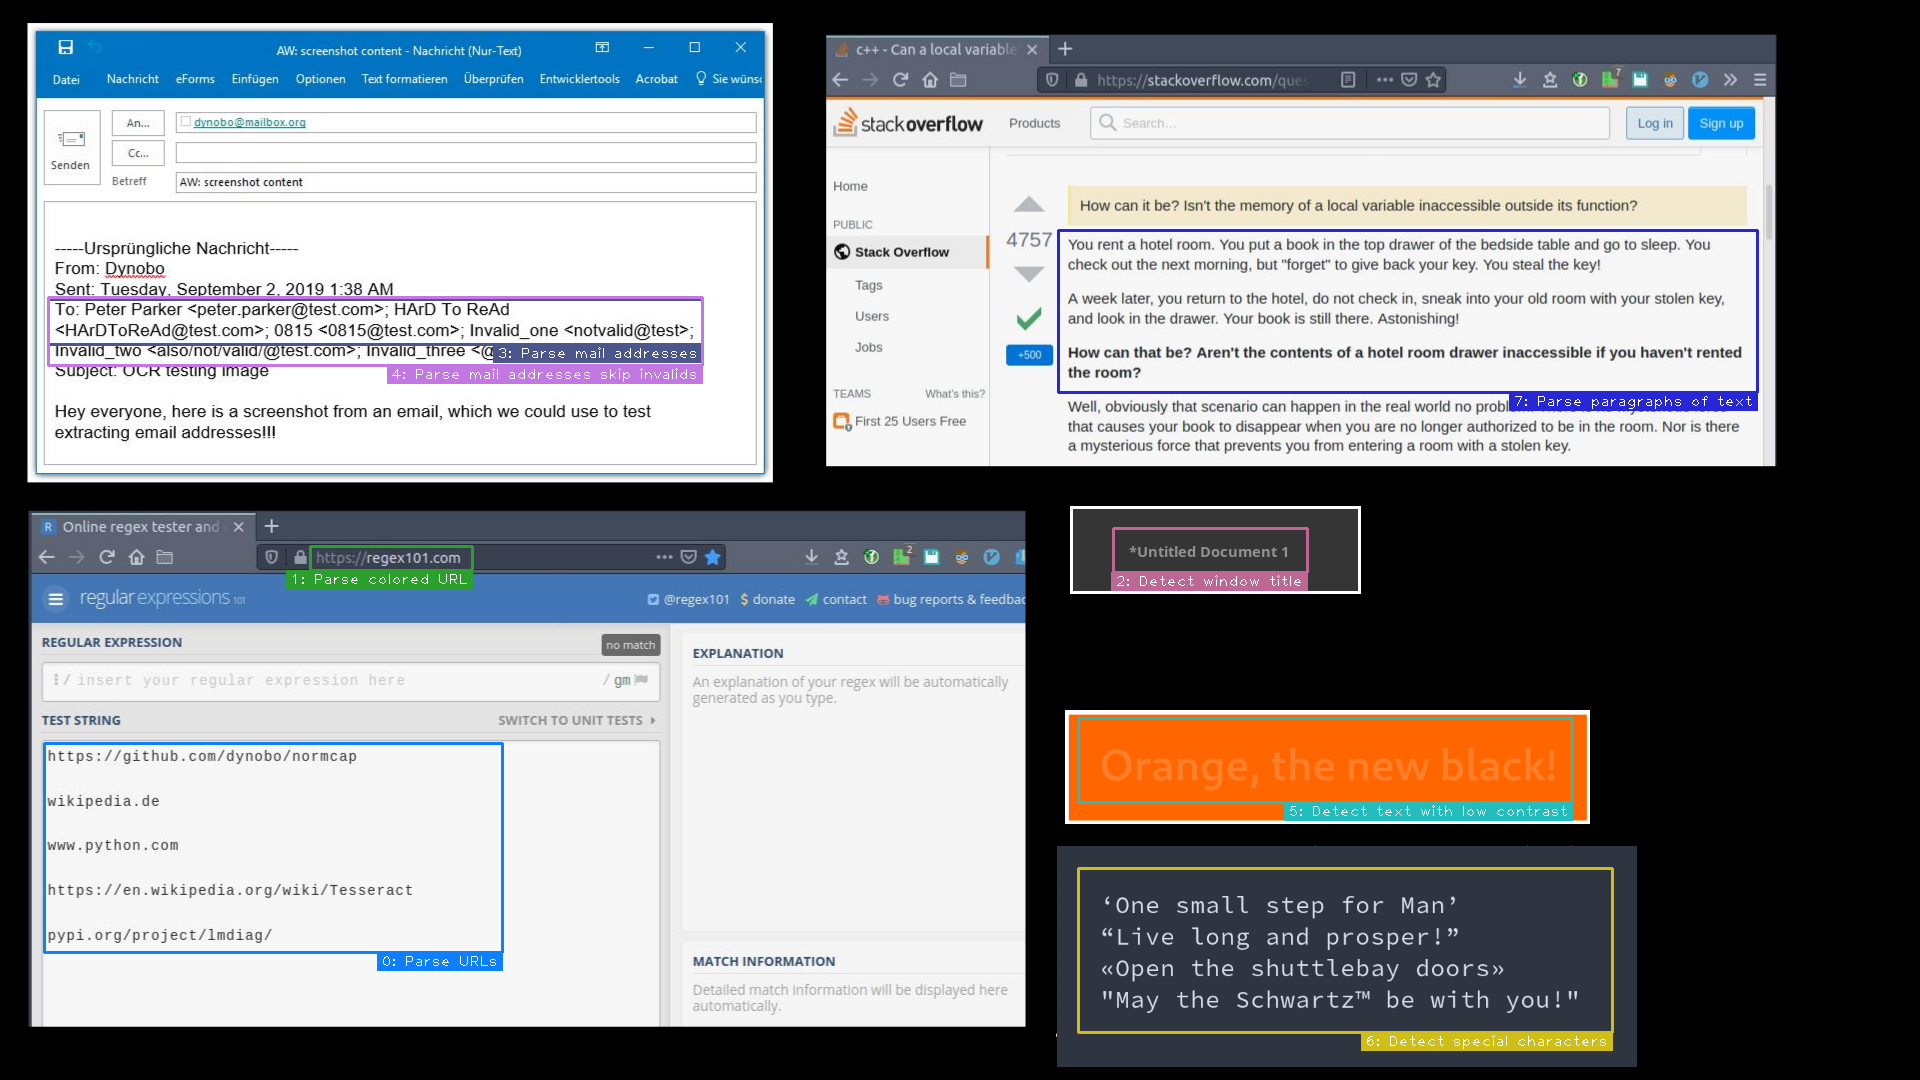 AW: screenshot content - Nachricht (Nur-Text)
Datei Nachricht eForms Einfügen Optionen Text formatieren Überprüfen Entwicklertools Acrobat Sie wüns
Senden
An... dynobo@mailbox.org
Cc...
Betreff AW: screenshot content
-----Ursprüngliche Nachricht-----
From: Dynobo
Sent: Tuesday, September 2, 2019 1:38 AM
To: Peter Parker <peter.parker@test.com>; HArD To ReAd
<HArDToReAd@test.com>; 0815 <0815@test.com>; Invalid_one <notvalid@test>;
Invalid_two <also/not/valid/@test.com>; Invalid_three <@
3: Parse mail addresses
4: Parse mail addresses skip invalids
Subject: OCR testing image
Hey everyone, here is a screenshot from an email, which we could use to test
extracting email addresses!!!
c++ - Can a local variable
https://stackoverflow.com/ques
7
stackoverflow Products Search... Log in Sign up
Home
PUBLIC
Stack Overflow
Tags
Users
Jobs
TEAMS What's this?
First 25 Users Free
4757
+500
How can it be? Isn't the memory of a local variable inaccessible outside its function?
You rent a hotel room. You put a book in the top drawer of the bedside table and go to sleep. You
check out the next morning, but "forget" to give back your key. You steal the key!
A week later, you return to the hotel, do not check in, sneak into your old room with your stolen key,
and look in the drawer. Your book is still there. Astonishing!
How can that be? Aren't the contents of a hotel room drawer inaccessible if you haven't rented
the room?
7: Parse paragraphs of text
Well, obviously that scenario can happen in the real world no
that causes your book to disappear when you are no longer authorized to be in the room. Nor is there
a mysterious force that prevents you from entering a room with a stolen key.
R Online regex tester and
https://regex101.com
2
1: Parse colored URL
regular expressions 101 @regex101 $ donate contact bug reports & feedbac
REGULAR EXPRESSION no match
/ insert your regular expression here / gm
TEST STRING SWITCH TO UNIT TESTS
https://github.com/dynobo/normcap
wikipedia.de
www.python.com
https://en.wikipedia.org/wiki/Tesseract
pypi.org/project/lmdiag/
0: Parse URLs
EXPLANATION
An explanation of your regex will be automatically
generated as you type.
MATCH INFORMATION
Detailed match information will be displayed here
automatically.
*Untitled Document 1
2: Detect window title
Orange, the new black!
5: Detect text with low contrast
‘One small step for Man’
“Live long and prosper!”
«Open the shuttlebay doors»
"May the Schwartz™ be with you!"
6: Detect special characters